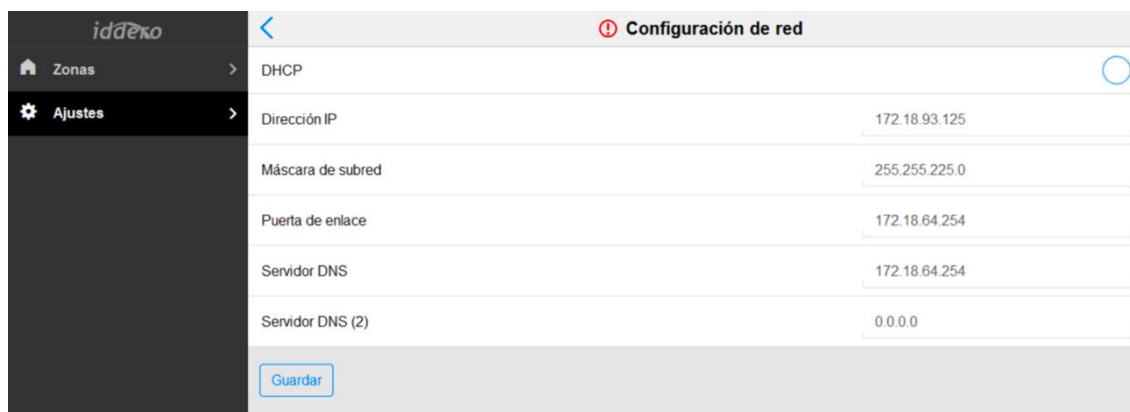 iddero
Configuración de red
Zonas
Ajustes
DHCP
Dirección IP
172.18.93.125
Máscara de subred
255.255.225.0
Puerta de enlace
172.18.64.254
Servidor DNS
172.18.64.254
Servidor DNS (2)
0.0.0.0
Guardar